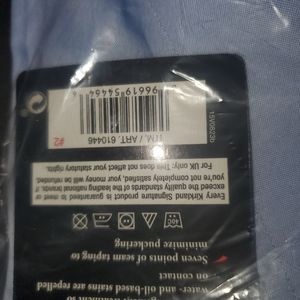 treatment to
Water and oil-based stains are repelled
on contact
Seven points of seam taping to
minimize puckering
Every Kirkland Signature product is guaranteed to meet or
exceed the quality standards of the leading national brands. If
you're not completely satisfied, your money will be refunded.
For UK only: This does not affect your statutory rights.
ITM. / ART. 610446
#2
96619 54464